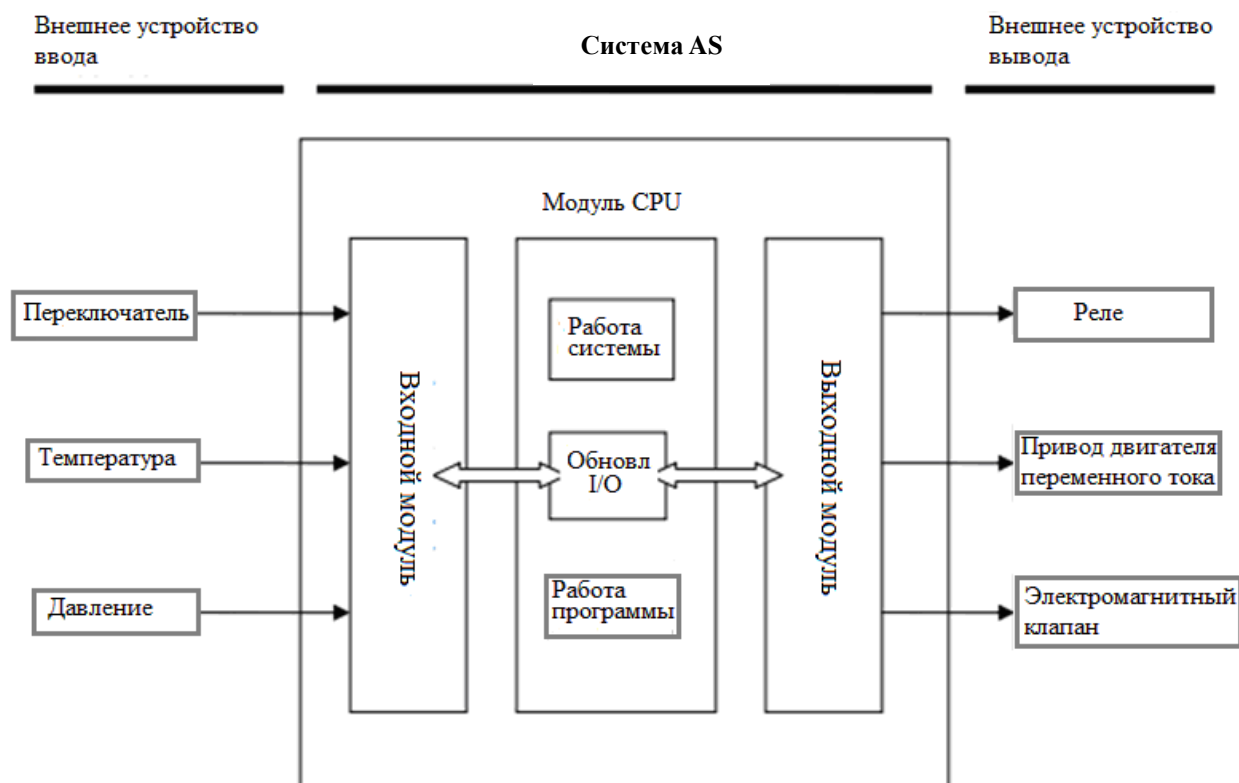 Внешнее устройство
ввода
Система AS
Внешнее устройство
вывода
Модуль CPU
Переключатель
Температура
Давление
Входной модуль
Работа
системы
Обновл
I/O
Работа
программы
Выходной модуль
Реле
Привод двигателя
переменного тока
Электромагнитный
клапан